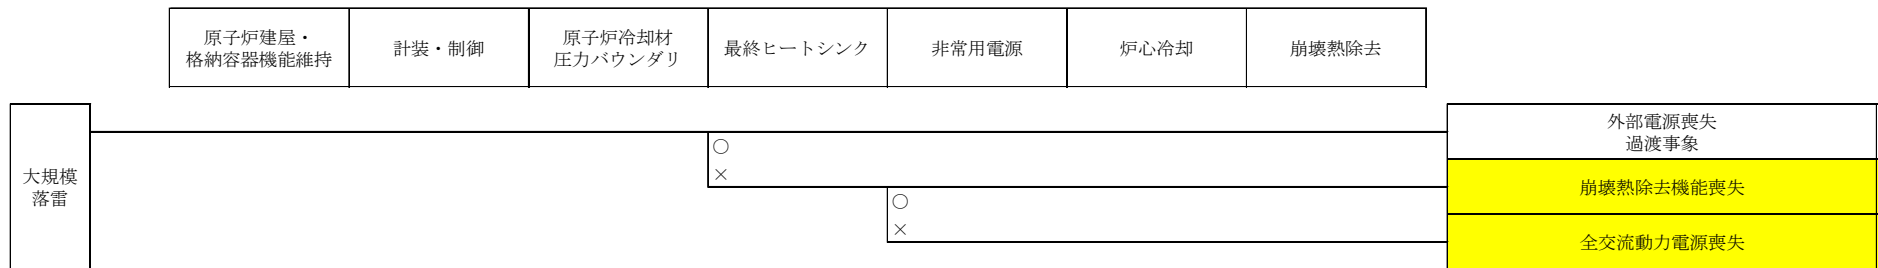 原子炉建屋・
格納容器機能維持
計装・制御
原子炉冷却材
圧力バウンダリ
最終ヒートシンク
非常用電源
炉心冷却
崩壊熱除去
大規模
落雷
外部電源喪失
過渡事象
○
×
崩壊熱除去機能喪失
○
×
全交流動力電源喪失